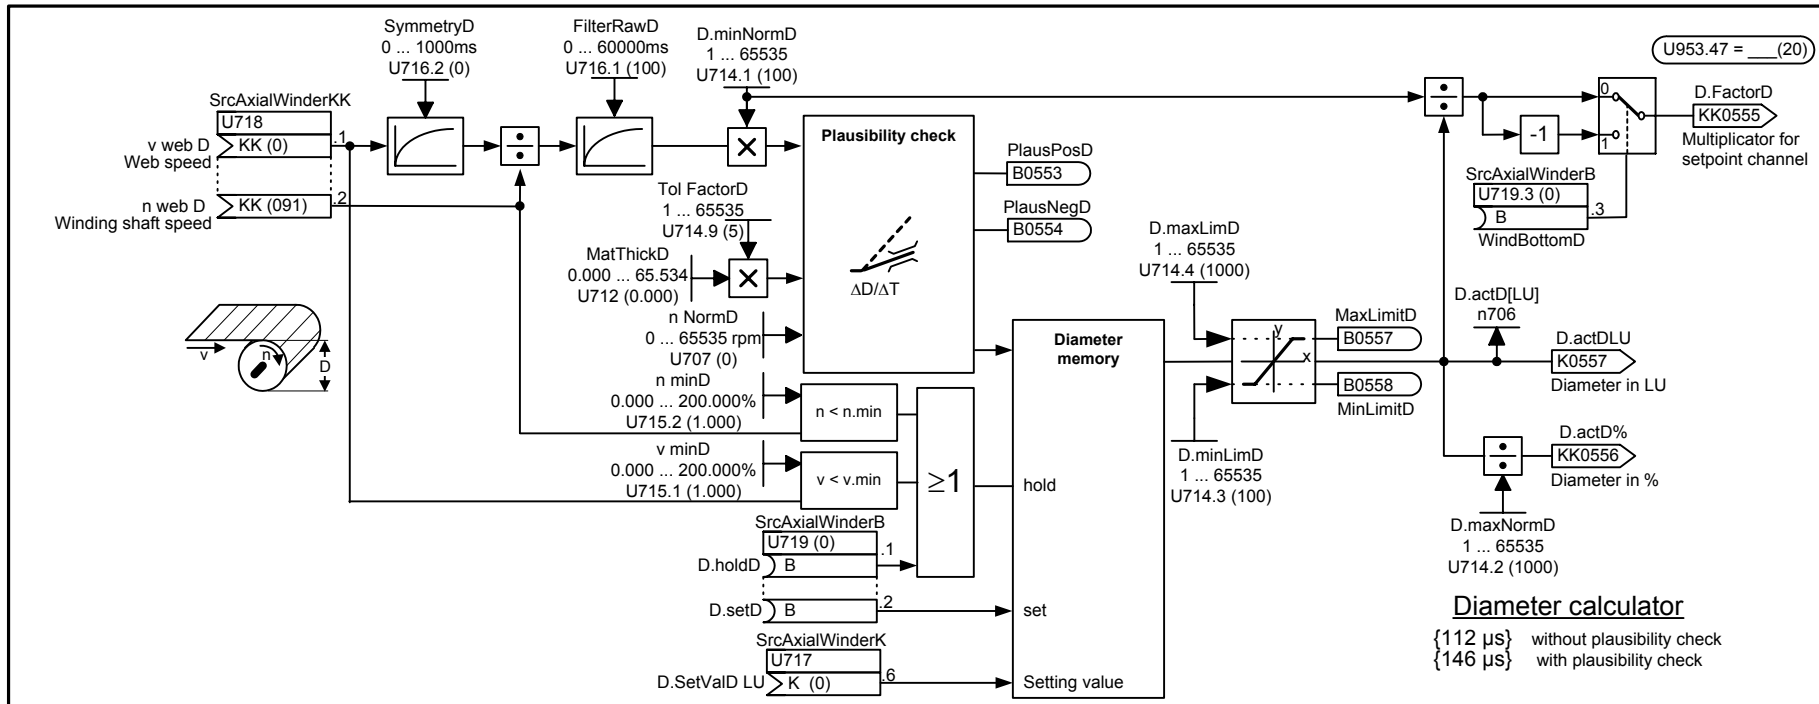 SymmetryD
0 ... 1000ms
U716.2 (0)
FilterRawD
0 ... 60000ms
U716.1 (100)
D.minNormD
1 ... 65535
U714.1 (100)
U953.47 = ___(20)
SrcAxialWinderKK
U718
v web D
Web speed
KK (0)
.1
n web D
Winding shaft speed
KK (091)
.2
÷
×
Plausibility check
ΔD/ΔT
PlausPosD
B0553
PlausNegD
B0554
Tol FactorD
1 ... 65535
U714.9 (5)
MatThickD
0.000 ... 65.534
U712 (0.000)
×
n NormD
0 ... 65535 rpm
U707 (0)
n minD
0.000 ... 200.000%
U715.2 (1.000)
n < n.min
v minD
0.000 ... 200.000%
U715.1 (1.000)
v < v.min
≥1
v
n
D
SrcAxialWinderB
U719 (0)
D.holdD
B
.1
D.setD
B
.2
SrcAxialWinderK
U717
D.SetValD LU
K (0)
.6
Diameter
memory
hold
set
Setting value
D.maxLimD
1 ... 65535
U714.4 (1000)
y
x
D.minLimD
1 ... 65535
U714.3 (100)
MaxLimitD
B0557
B0558
MinLimitD
÷
-1
0
1
D.FactorD
KK0555
Multiplicator for
setpoint channel
SrcAxialWinderB
U719.3 (0)
B
.3
WindBottomD
D.actD[LU]
n706
D.actDLU
K0557
Diameter in LU
D.actD%
KK0556
Diameter in %
÷
D.maxNormD
1 ... 65535
U714.2 (1000)
Diameter calculator
{112 µs} without plausibility check
{146 µs} with plausibility check